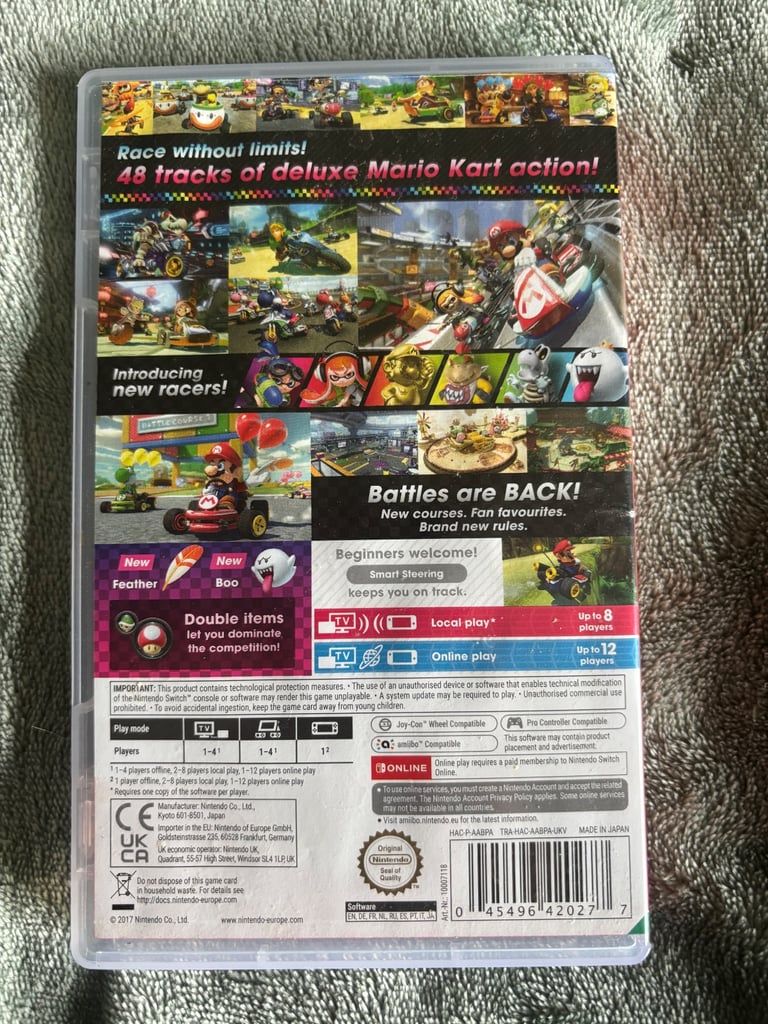 Race without limits!
48 tracks of deluxe Mario Kart action!
Introducing
new racers!
BATTLE COURSE 1
Battles are BACK!
New courses. Fan favourites.
Brand new rules.
New
Feather
New
Boo
Beginners welcome!
Smart Steering
keeps you on track.
Double items
let you dominate
the competition!
TV
Local play*
Up to 8
players
TV
Online play
Up to 12
players
IMPORTANT: This product contains technological protection measures. • The use of an unauthorised device or software that enables technical modification
of the Nintendo Switch™ console or software may render this game unplayable. • A system update may be required to play. • Unauthorised commercial use
prohibited. • To avoid accidental ingestion, keep the game card away from young children.
Play mode
TV
Players
1-4¹
1-4¹
1²
¹ 1-4 players offline, 2-8 players local play, 1-12 players online play
² 1 player offline, 2-8 players local play, 1-12 players online play
* Requires one copy of the software per player.
Joy-Con™ Wheel Compatible
Pro Controller Compatible
amiibo™ Compatible
This software may contain product
placement and advertisement.
ONLINE
Online play requires a paid membership to Nintendo Switch
Online.
• To use online services, you must create a Nintendo Account and accept the related
agreement. The Nintendo Account Privacy Policy applies. Some online services
may not be available in all countries.
• Visit amiibo.nintendo.eu for the latest information.
CE
UK
CA
Manufacturer: Nintendo Co., Ltd.,
Kyoto 601-8501, Japan
Importer in the EU: Nintendo of Europe GmbH,
Goldsteinstrasse 235, 60528 Frankfurt, Germany
UK economic operator: Nintendo UK,
Quadrant, 55-57 High Street, Windsor SL4 1LP, UK
Do not dispose of this game card
in household waste. For details see
http://docs.nintendo-europe.com
© 2017 Nintendo Co., Ltd.
www.nintendo-europe.com
Original
Nintendo
Seal of
Quality
TM
Software
EN, DE, FR, NL, RU, ES, PT, IT, JA
Art.-Nr.: 10007118
HAC-P-AABPA
TRA-HAC-AABPA-UKV
MADE IN JAPAN
0 45496 42027 7